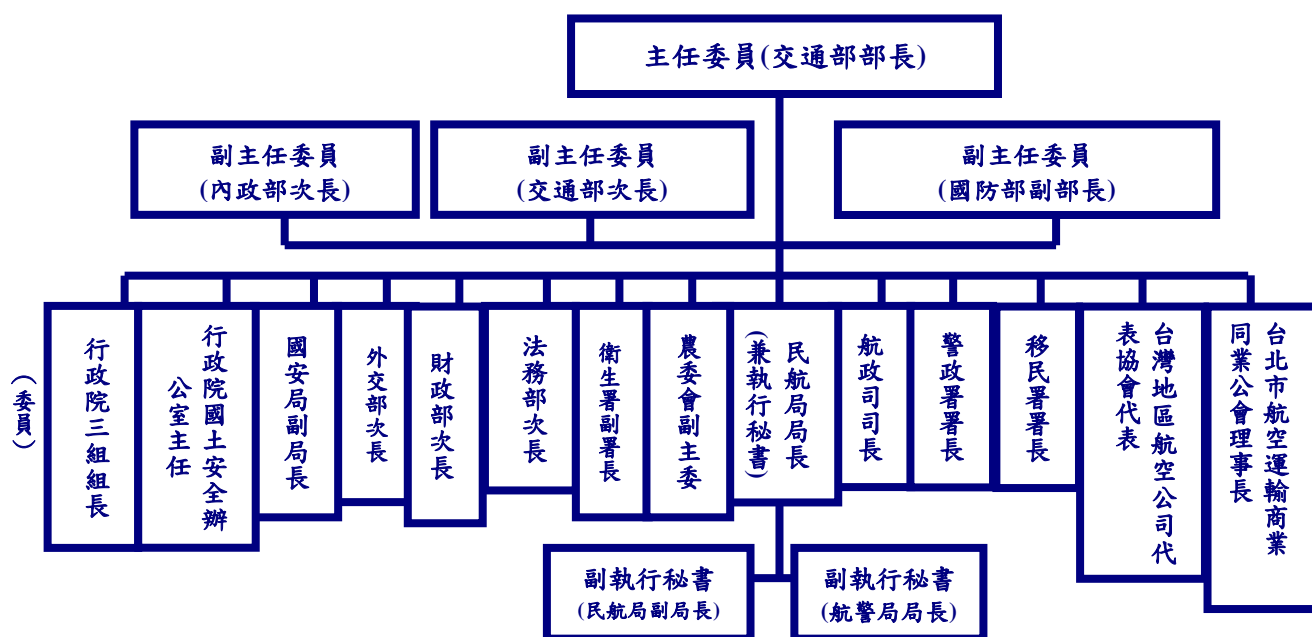 主任委員(交通部部長)
副主任委員
(內政部次長)
副主任委員
(交通部次長)
副主任委員
(國防部副部長)
(委員)
行政院三組組長
行政院國土安全辦
公室主任
國安局副局長
外交部次長
財政部次長
法務部次長
衛生署副署長
農委會副主委
民航局局長
(兼執行秘書)
航政司司長
警政署署長
移民署署長
台灣地區航空公司代
表協會代表
台北市航空運輸商業
同業公會理事長
副執行秘書
(民航局副局長)
副執行秘書
(航警局局長)